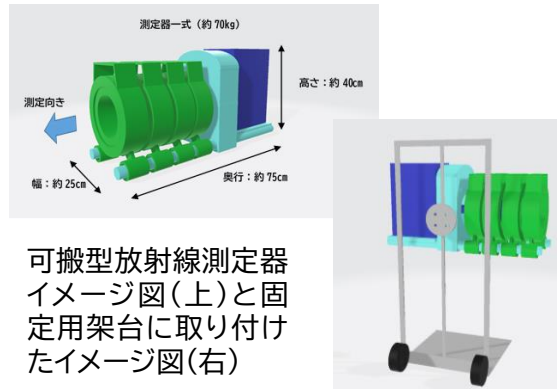 測定器一式（約70kg）
高さ：約40cm
測定向き
幅：約25cm
奥行：約75cm
可搬型放射線測定器
イメージ図(上)と固
定用架台に取り付け
たイメージ図(右)